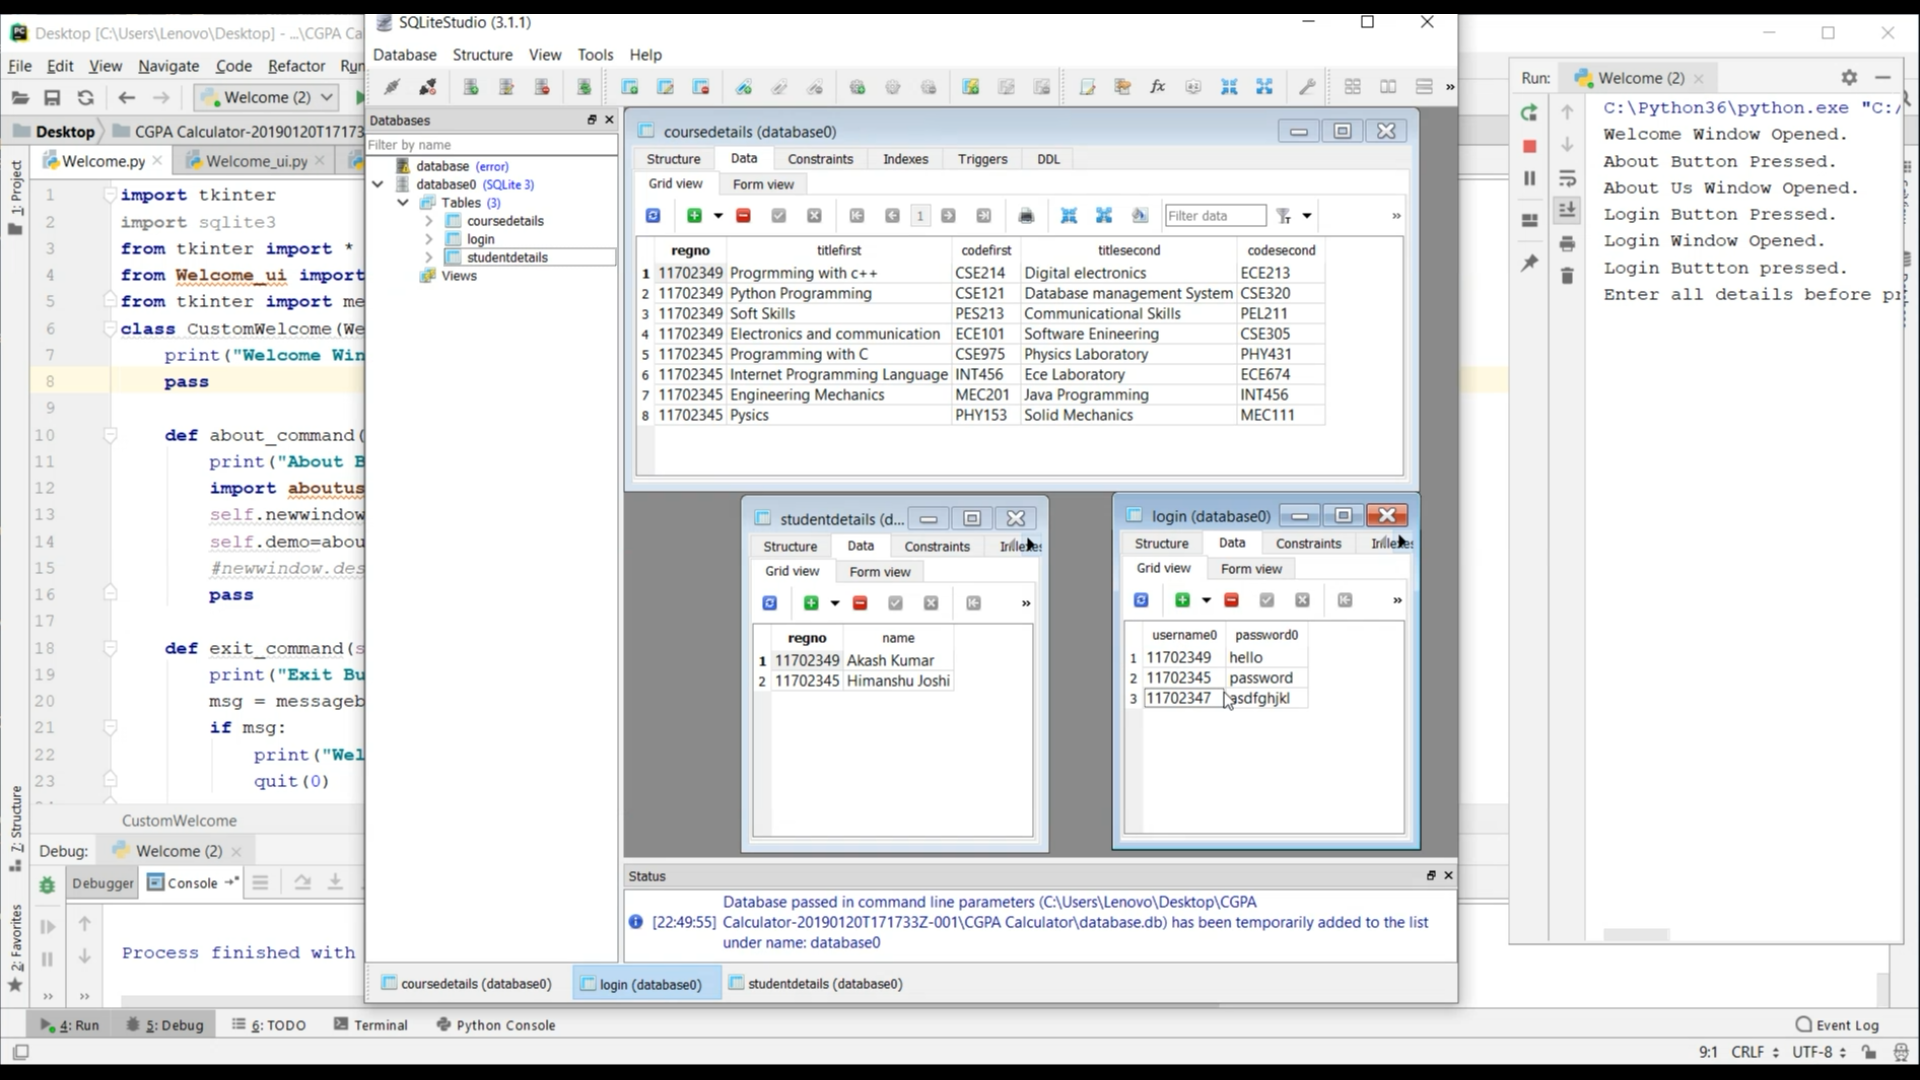 Desktop [C:\Users\Lenovo\Desktop] - ...\CGPA Ca
File Edit View Navigate Code Refactor Run
Welcome (2)
Desktop CGPA Calculator-20190120T17173
Welcome.py Welcome_ui.py
1: Project
1 import tkinter
2 import sqlite3
3 from tkinter import *
4 from Welcome_ui import
5 from tkinter import me
6 class CustomWelcome(We
7 print("Welcome Win
8 pass
9
10 def about_command(
11 print("About B
12 import aboutus
13 self.newwindow
14 self.demo=abou
15 #newwindow.des
16 pass
17
18 def exit_command(s
19 print("Exit Bu
20 msg = messageb
21 if msg:
22 print("Wel
23 quit(0)
CustomWelcome
7: Structure
2: Favorites
Debug: Welcome (2)
Debugger Console
Process finished with
SQLiteStudio (3.1.1)
Database Structure View Tools Help
Databases
Filter by name
database (error)
database0 (SQLite 3)
Tables (3)
coursedetails
login
studentdetails
Views
coursedetails (database0)
Structure Data Constraints Indexes Triggers DDL
Grid view Form view
1 Filter data
regno titlefirst codefirst titlesecond codesecond
1 11702349 Progrmming with c++ CSE214 Digital electronics ECE213
2 11702349 Python Programming CSE121 Database management System CSE320
3 11702349 Soft Skills PES213 Communicational Skills PEL211
4 11702349 Electronics and communication ECE101 Software Enineering CSE305
5 11702345 Programming with C CSE975 Physics Laboratory PHY431
6 11702345 Internet Programming Language INT456 Ece Laboratory ECE674
7 11702345 Engineering Mechanics MEC201 Java Programming INT456
8 11702345 Pysics PHY153 Solid Mechanics MEC111
studentdetails (d...
Structure Data Constraints
Grid view Form view
regno name
1 11702349 Akash Kumar
2 11702345 Himanshu Joshi
login (database0)
Structure Data Constraints
Grid view Form view
username0 password0
1 11702349 hello
2 11702345 password
3 11702347 asdfghjkl
Status
Database passed in command line parameters (C:\Users\Lenovo\Desktop\CGPA
[22:49:55] Calculator-20190120T171733Z-001\CGPA Calculator\database.db) has been temporarily added to the list
under name: database0
coursedetails (database0) login (database0) studentdetails (database0)
Run: Welcome (2)
C:\Python36\python.exe "C:/
Welcome Window Opened.
About Button Pressed.
About Us Window Opened.
Login Button Pressed.
Login Window Opened.
Login Buttton pressed.
Enter all details before pr
4: Run 5: Debug 6: TODO Terminal Python Console Event Log
9:1 CRLF UTF-8